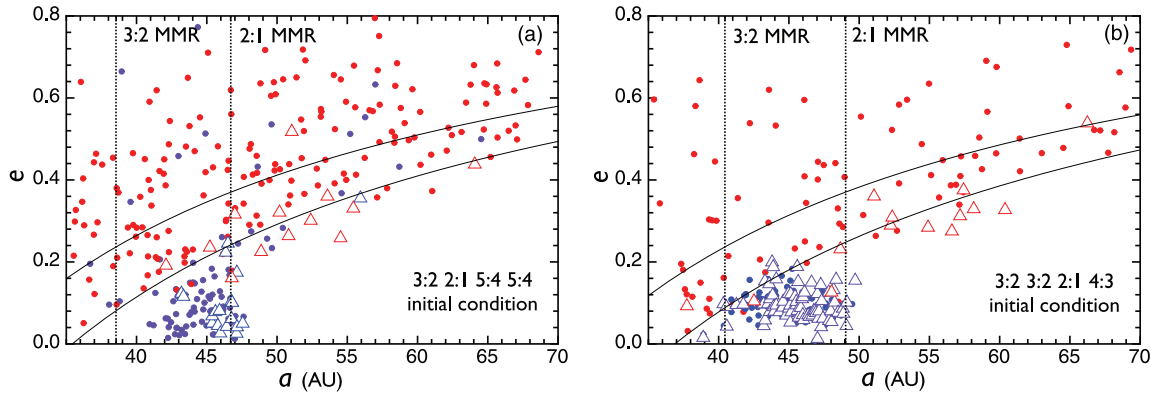 0.8
0.6
0.4
0.2
0.0
e
3:2 MMR
2:1 MMR
(a)
3:2 2:1 5:4 5:4
initial condition
40 45 50 55 60 65 70
a (AU)
0.8
0.6
0.4
0.2
0.0
e
3:2 MMR
2:1 MMR
(b)
3:2 3:2 2:1 4:3
initial condition
40 45 50 55 60 65 70
a (AU)